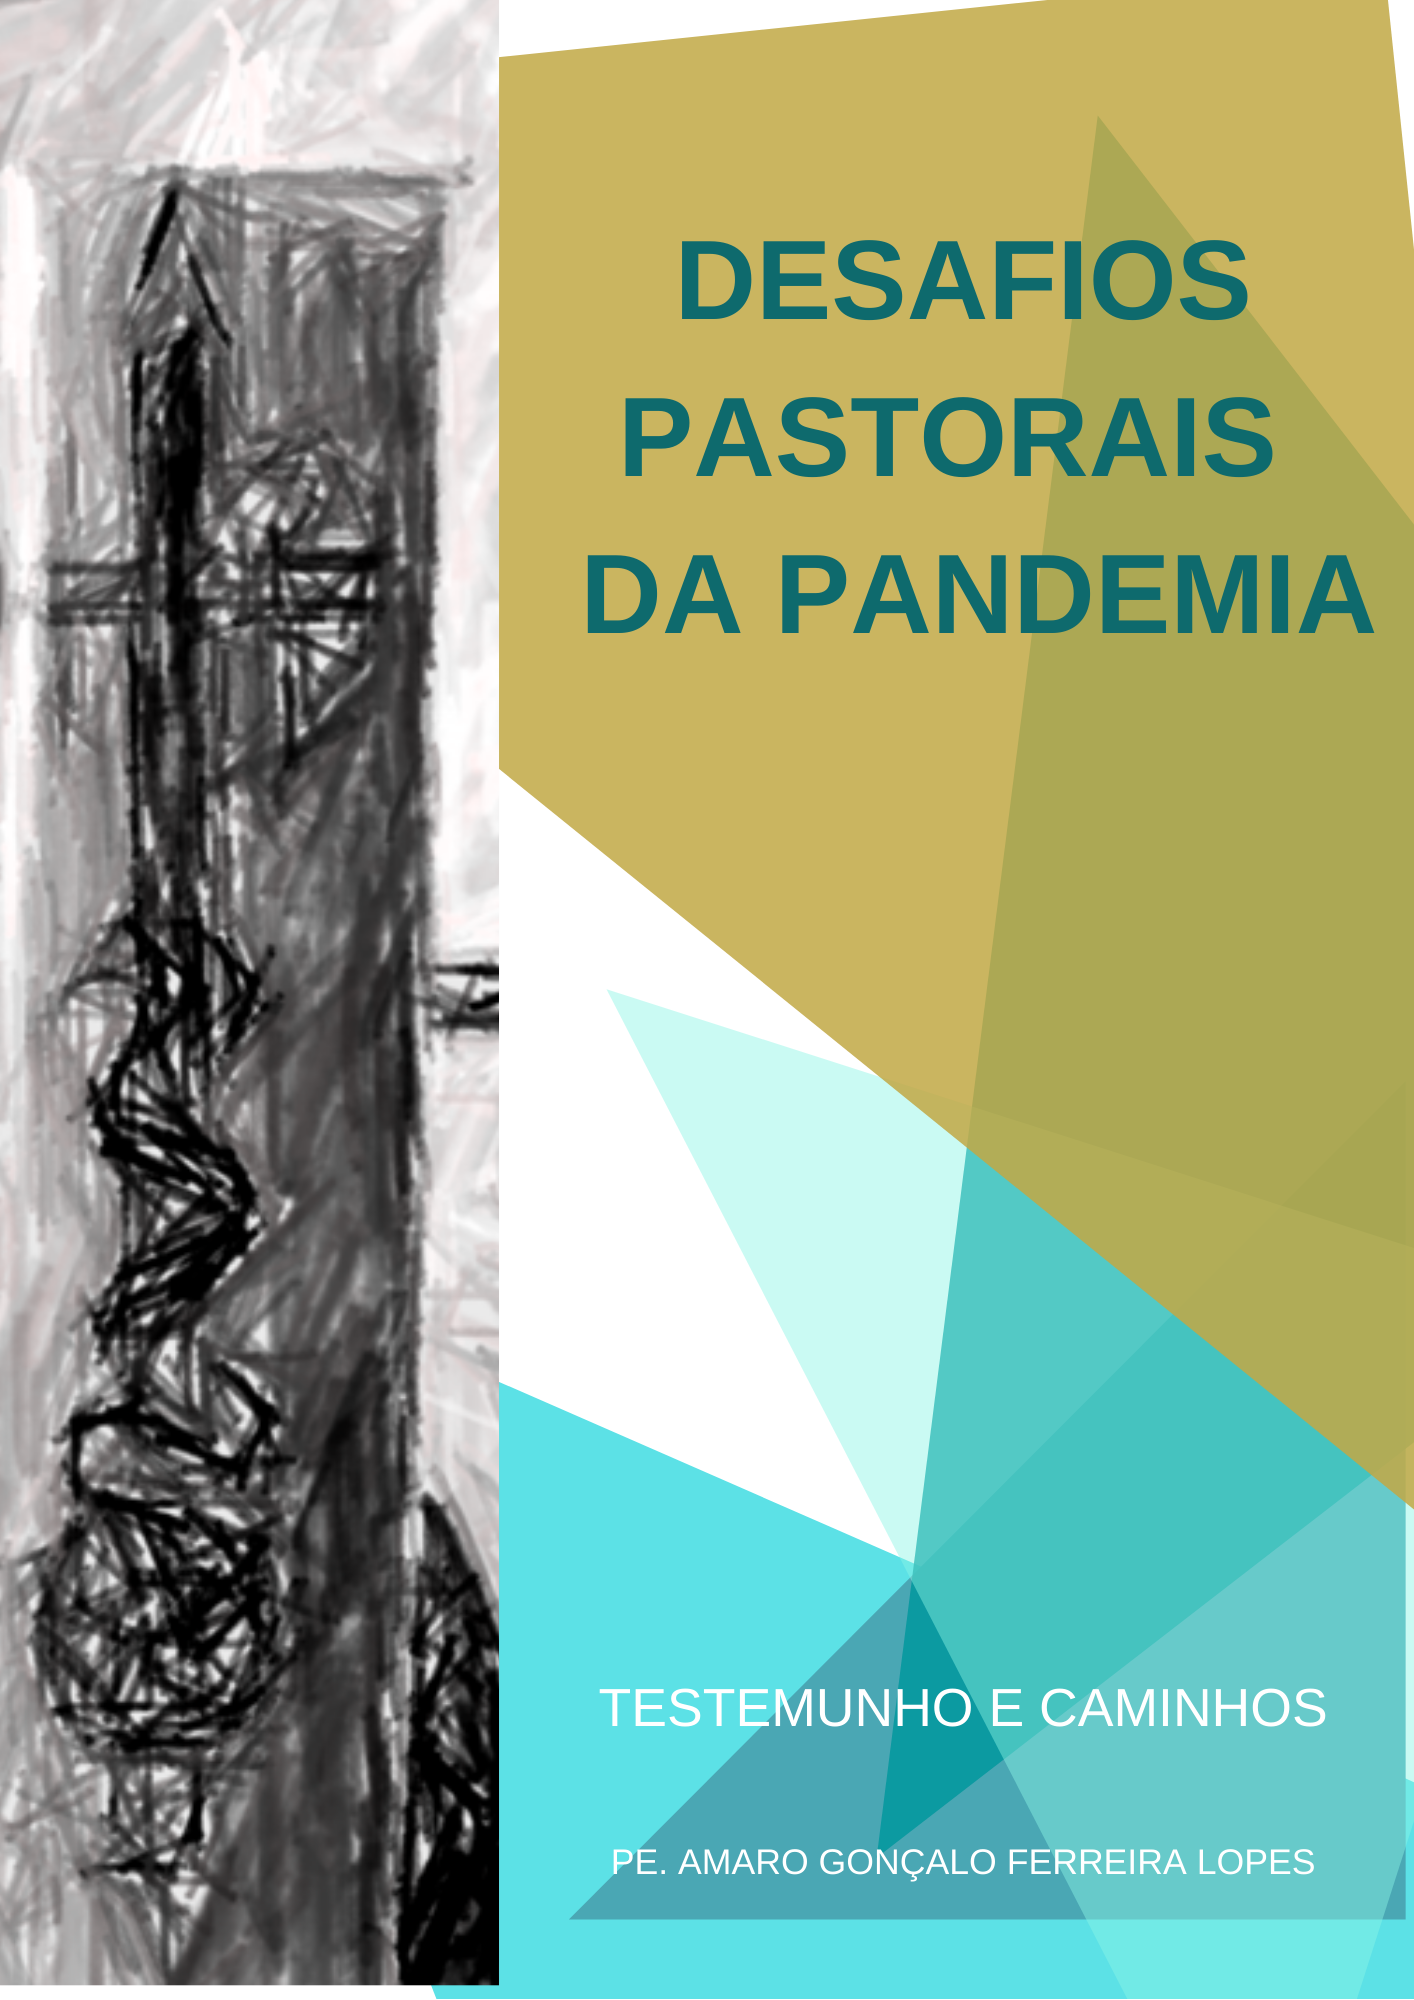 DESAFIOS
PASTORAIS
DA PANDEMIA
TESTEMUNHO E CAMINHOS
PE. AMARO GONÇALO FERREIRA LOPES